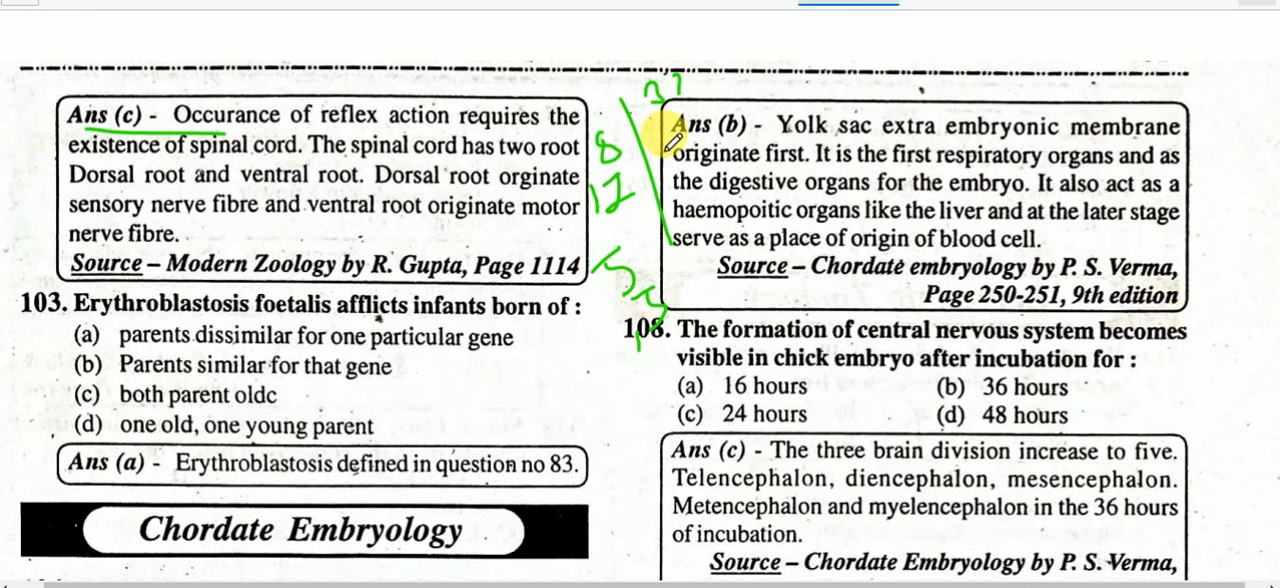 Ans (c) - Occurance of reflex action requires the
existence of spinal cord. The spinal cord has two root
Dorsal root and ventral root. Dorsal root orginate
sensory nerve fibre and ventral root originate motor
nerve fibre.
Source – Modern Zoology by R. Gupta, Page 1114
103. Erythroblastosis foetalis afflicts infants born of :
(a) parents dissimilar for one particular gene
(b) Parents similar for that gene
(c) both parent oldc
(d) one old, one young parent
Ans (a) - Erythroblastosis defined in question no 83.
Chordate Embryology
37
8
12
Ans (b) - Yolk sac extra embryonic membrane
originate first. It is the first respiratory organs and as
the digestive organs for the embryo. It also act as a
haemopoitic organs like the liver and at the later stage
serve as a place of origin of blood cell.
Source – Chordate embryology by P. S. Verma,
Page 250-251, 9th edition
108. The formation of central nervous system becomes
visible in chick embryo after incubation for :
(a) 16 hours (b) 36 hours
(c) 24 hours (d) 48 hours
Ans (c) - The three brain division increase to five.
Telencephalon, diencephalon, mesencephalon.
Metencephalon and myelencephalon in the 36 hours
of incubation.
Source – Chordate Embryology by P. S. Verma,